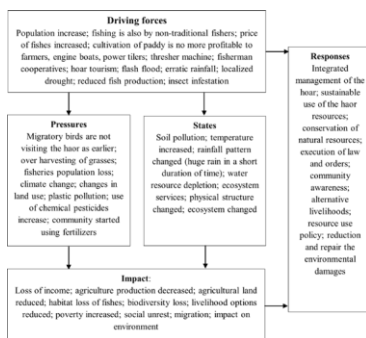 Driving forces
Population increase; fishing is also by non-traditional fishers; price
of fishes increased; cultivation of paddy is no more profitable to
farmers, engine boats, power tilers; thresher machine; fisherman
cooperatives; hoar tourism; flash flood; erratic rainfall; localized
drought; reduced fish production; insect infestation
Pressures
Migratory birds are not
visiting the haor as earlier;
over harvesting of grasses;
fisheries population loss;
climate change; changes in
land use; plastic pollution; use
of chemical pesticides
increase; community started
using fertilizers
States
Soil pollution; temperature
increased; rainfall pattern
changed (huge rain in a short
duration of time); water
resource depletion; ecosystem
services; physical structure
changed; ecosystem changed
Impact:
Loss of income; agriculture production decreased; agricultural land
reduced; habitat loss of fishes; biodiversity loss; livelihood options
reduced; poverty increased; social unrest; migration; impact on
environment
Responses
Integrated
management of the
hoar; sustainable
use of the haor
resources;
conservation of
natural resources;
execution of law
and orders;
community
awareness;
alternative
livelihoods;
resource use
policy; reduction
and repair the
environmental
damages